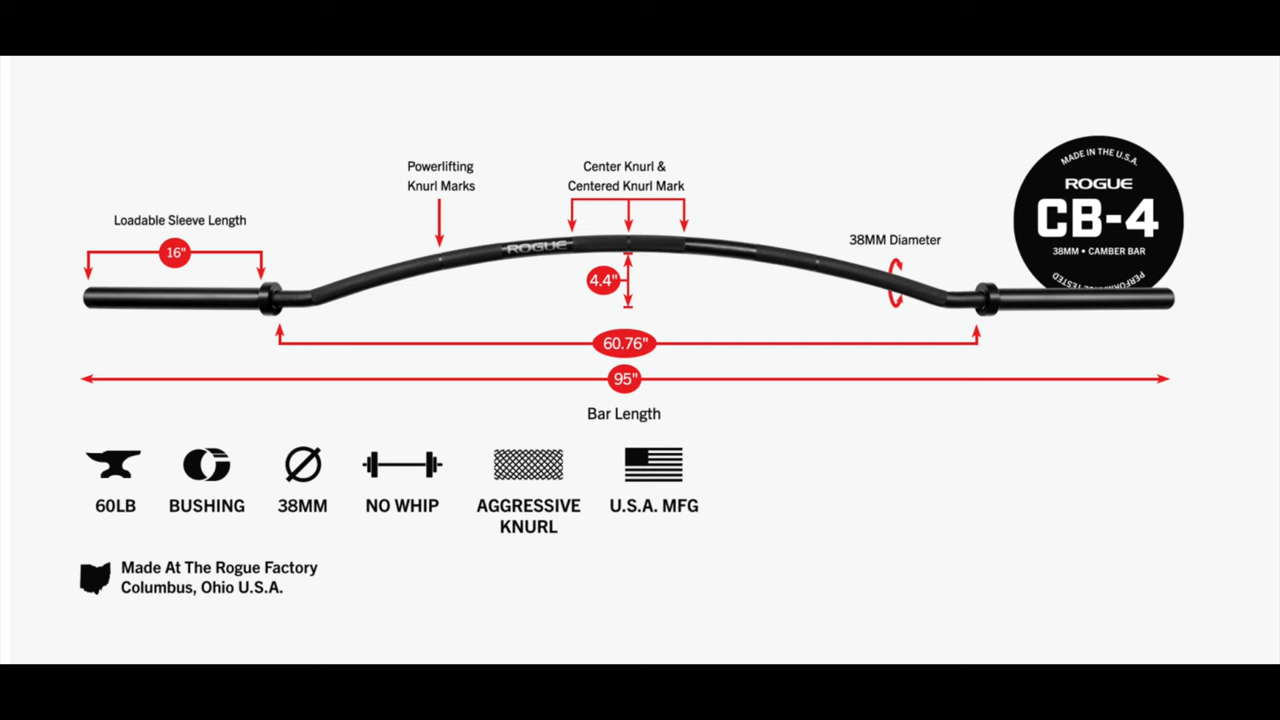 Powerlifting
Knurl Marks
Center Knurl &
Centered Knurl Mark
Loadable Sleeve Length
16"
ROGUE
4.4"
38MM Diameter
MADE IN THE U.S.A.
ROGUE
CB-4
38MM • CAMBER BAR
TESTED
60.76"
95"
Bar Length
60LB
BUSHING
38MM
NO WHIP
AGGRESSIVE
KNURL
U.S.A. MFG
Made At The Rogue Factory
Columbus, Ohio U.S.A.